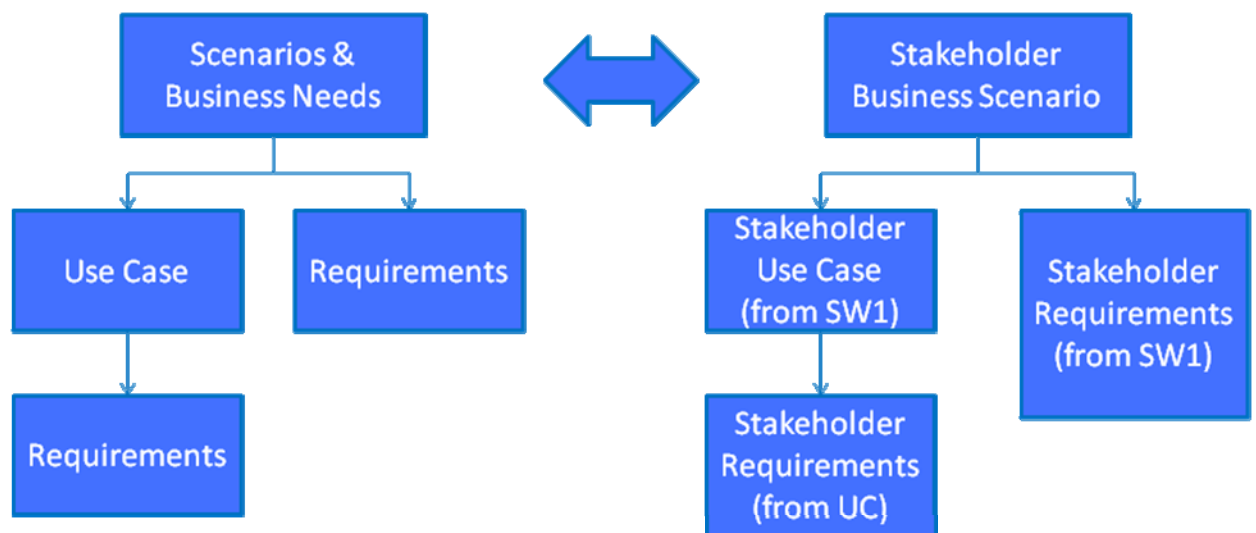 Scenarios &
Business Needs
Stakeholder
Business Scenario
Use Case
Requirements
Stakeholder
Use Case
(from SW1)
Stakeholder
Requirements
(from SW1)
Requirements
Stakeholder
Requirements
(from UC)